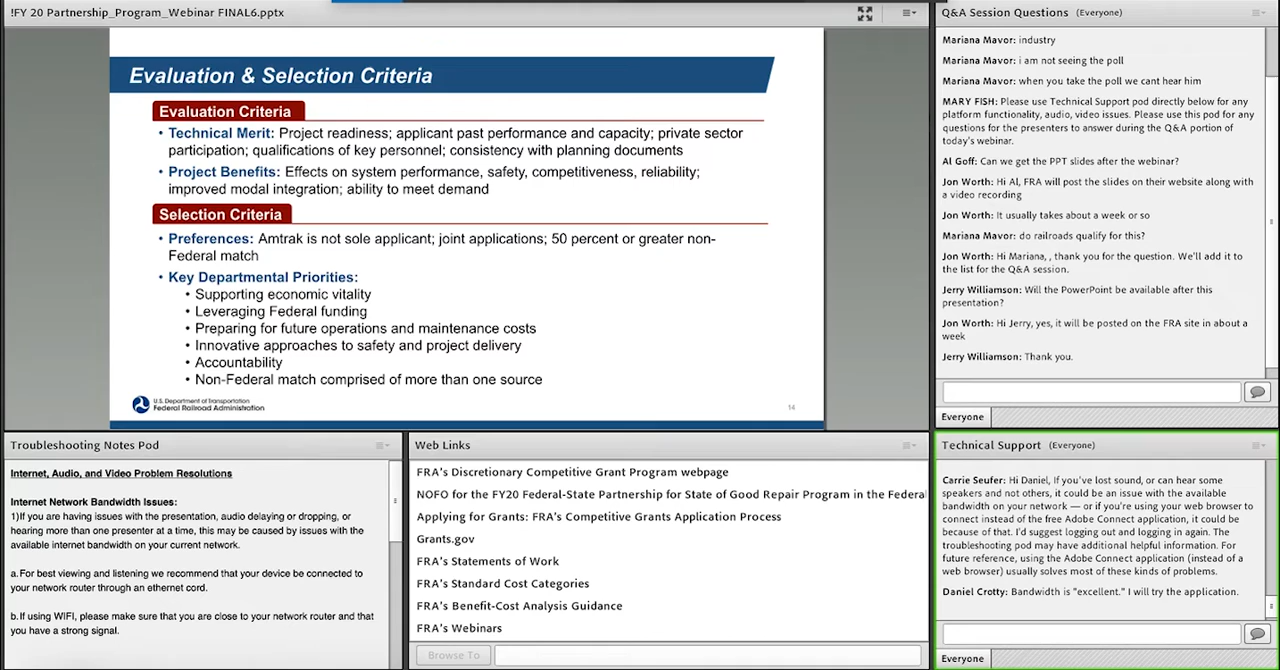 !FY 20 Partnership_Program_Webinar FINAL6.pptx
Evaluation & Selection Criteria
Evaluation Criteria
• Technical Merit: Project readiness; applicant past performance and capacity; private sector
participation; qualifications of key personnel; consistency with planning documents
• Project Benefits: Effects on system performance, safety, competitiveness, reliability;
improved modal integration; ability to meet demand
Selection Criteria
• Preferences: Amtrak is not sole applicant; joint applications; 50 percent or greater non-
Federal match
• Key Departmental Priorities:
• Supporting economic vitality
• Leveraging Federal funding
• Preparing for future operations and maintenance costs
• Innovative approaches to safety and project delivery
• Accountability
• Non-Federal match comprised of more than one source
U.S. Department of Transportation
Federal Railroad Administration
14
Q&A Session Questions (Everyone)
Mariana Mavor: industry
Mariana Mavor: i am not seeing the poll
Mariana Mavor: when you take the poll we cant hear him
MARY FISH: Please use Technical Support pod directly below for any
platform functionality, audio, video issues. Please use this pod for any
questions for the presenters to answer during the Q&A portion of
today's webinar.
Al Goff: Can we get the PPT slides after the webinar?
Jon Worth: Hi Al, FRA will post the slides on their website along with
a video recording
Jon Worth: It usually takes about a week or so
Mariana Mavor: do railroads qualify for this?
Jon Worth: Hi Mariana, , thank you for the question. We'll add it to
the list for the Q&A session.
Jerry Williamson: Will the PowerPoint be available after this
presentation?
Jon Worth: Hi Jerry, yes, it will be posted on the FRA site in about a
week
Jerry Williamson: Thank you.
Everyone
Troubleshooting Notes Pod
Internet, Audio, and Video Problem Resolutions
Internet Network Bandwidth Issues:
1)If you are having issues with the presentation, audio delaying or dropping, or
hearing more than one presenter at a time, this may be caused by issues with the
available internet bandwidth on your current network.
a.For best viewing and listening we recommend that your device be connected to
your network router through an ethernet cord.
b.If using WIFI, please make sure that you are close to your network router and that
you have a strong signal.
Web Links
FRA's Discretionary Competitive Grant Program webpage
NOFO for the FY20 Federal-State Partnership for State of Good Repair Program in the Federal
Applying for Grants: FRA's Competitive Grants Application Process
Grants.gov
FRA's Statements of Work
FRA's Standard Cost Categories
FRA's Benefit-Cost Analysis Guidance
FRA's Webinars
Browse To
Technical Support (Everyone)
Carrie Seufer: Hi Daniel, If you've lost sound, or can hear some
speakers and not others, it could be an issue with the available
bandwidth on your network — or if you're using your web browser to
connect instead of the free Adobe Connect application, it could be
because of that. I'd suggest logging out and logging in again. The
troubleshooting pod may have additional helpful information. For
future reference, using the Adobe Connect application (instead of a
web browser) usually solves most of these kinds of problems.
Daniel Crotty: Bandwidth is "excellent." I will try the application.
Everyone